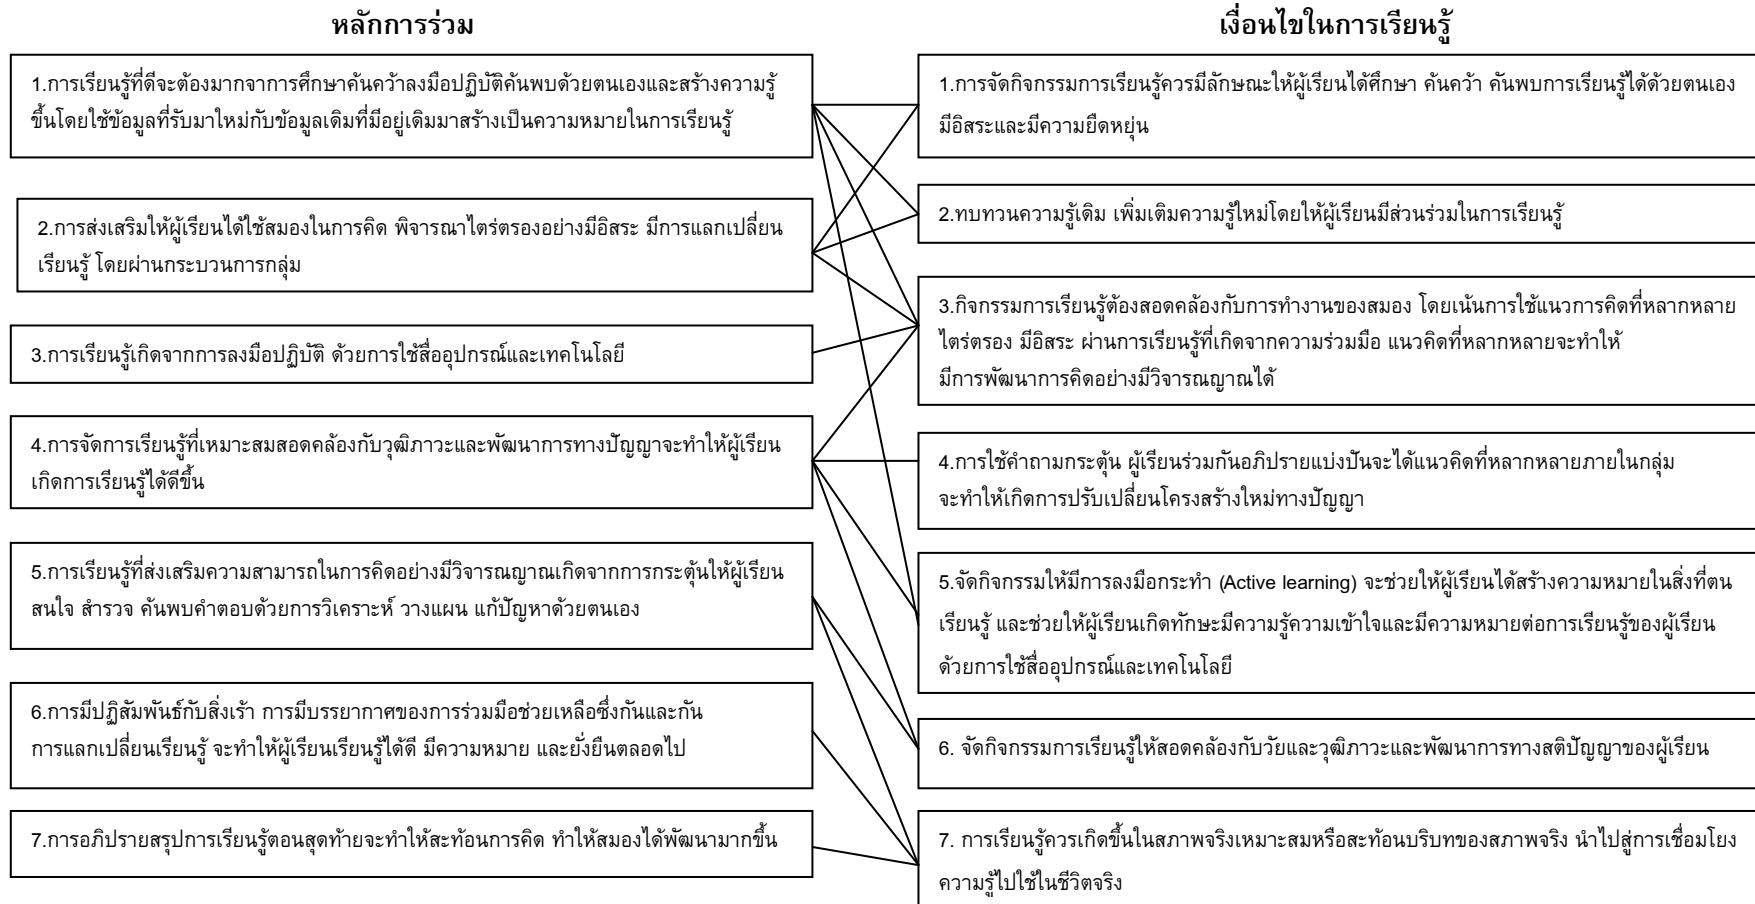 หลักการร่วม
1.การเรียนรู้ที่ดีจะต้องมากจาการศึกษาค้นคว้าลงมือปฏิบัติค้นพบด้วยตนเองและสร้างความรู้
ขึ้นโดยใช้ข้อมูลที่รับมาใหม่กับข้อมูลเดิมที่มีอยู่เดิมมาสร้างเป็นความหมายในการเรียนรู้
2.การส่งเสริมให้ผู้เรียนได้ใช้สมองในการคิด พิจารณาไตร่ตรองอย่างมีอิสระ มีการแลกเปลี่ยน
เรียนรู้ โดยผ่านกระบวนการกลุ่ม
3.การเรียนรู้เกิดจากการลงมือปฏิบัติ ด้วยการใช้สื่ออุปกรณ์และเทคโนโลยี
4.การจัดการเรียนรู้ที่เหมาะสมสอดคล้องกับวุฒิภาวะและพัฒนาการทางปัญญาจะทำให้ผู้เรียน
เกิดการเรียนรู้ได้ดีขึ้น
5.การเรียนรู้ที่ส่งเสริมความสามารถในการคิดอย่างมีวิจารณญาณเกิดจากการกระตุ้นให้ผู้เรียน
สนใจ สำรวจ ค้นพบคำตอบด้วยการวิเคราะห์ วางแผน แก้ปัญหาด้วยตนเอง
6.การมีปฏิสัมพันธ์กับสิ่งเร้า การมีบรรยากาศของการร่วมมือช่วยเหลือซึ่งกันและกัน
การแลกเปลี่ยนเรียนรู้ จะทำให้ผู้เรียนเรียนรู้ได้ดี มีความหมาย และยั่งยืนตลอดไป
7.การอภิปรายสรุปการเรียนรู้ตอนสุดท้ายจะทำให้สะท้อนการคิด ทำให้สมองได้พัฒนามากขึ้น
เงื่อนไขในการเรียนรู้
1.การจัดกิจกรรมการเรียนรู้ควรมีลักษณะให้ผู้เรียนได้ศึกษา ค้นคว้า ค้นพบการเรียนรู้ได้ด้วยตนเอง
มีอิสระและมีความยืดหยุ่น
2.ทบทวนความรู้เดิม เพิ่มเติมความรู้ใหม่โดยให้ผู้เรียนมีส่วนร่วมในการเรียนรู้
3.กิจกรรมการเรียนรู้ต้องสอดคล้องกับการทำงานของสมอง โดยเน้นการใช้แนวการคิดที่หลากหลาย
ไตร่ตรอง มีอิสระ ผ่านการเรียนรู้ที่เกิดจากความร่วมมือ แนวคิดที่หลากหลายจะทำให้
มีการพัฒนาการคิดอย่างมีวิจารณญาณได้
4.การใช้คำถามกระตุ้น ผู้เรียนร่วมกันอภิปรายแบ่งปันจะได้แนวคิดที่หลากหลายภายในกลุ่ม
จะทำให้เกิดการปรับเปลี่ยนโครงสร้างใหม่ทางปัญญา
5.จัดกิจกรรมให้มีการลงมือกระทำ (Active learning) จะช่วยให้ผู้เรียนได้สร้างความหมายในสิ่งที่ตน
เรียนรู้ และช่วยให้ผู้เรียนเกิดทักษะมีความรู้ความเข้าใจและมีความหมายต่อการเรียนรู้ของผู้เรียน
ด้วยการใช้สื่ออุปกรณ์และเทคโนโลยี
6. จัดกิจกรรมการเรียนรู้ให้สอดคล้องกับวัยและวุฒิภาวะและพัฒนาการทางสติปัญญาของผู้เรียน
7. การเรียนรู้ควรเกิดขึ้นในสภาพจริงเหมาะสมหรือสะท้อนบริบทของสภาพจริง นำไปสู่การเชื่อมโยง
ความรู้ไปใช้ในชีวิตจริง